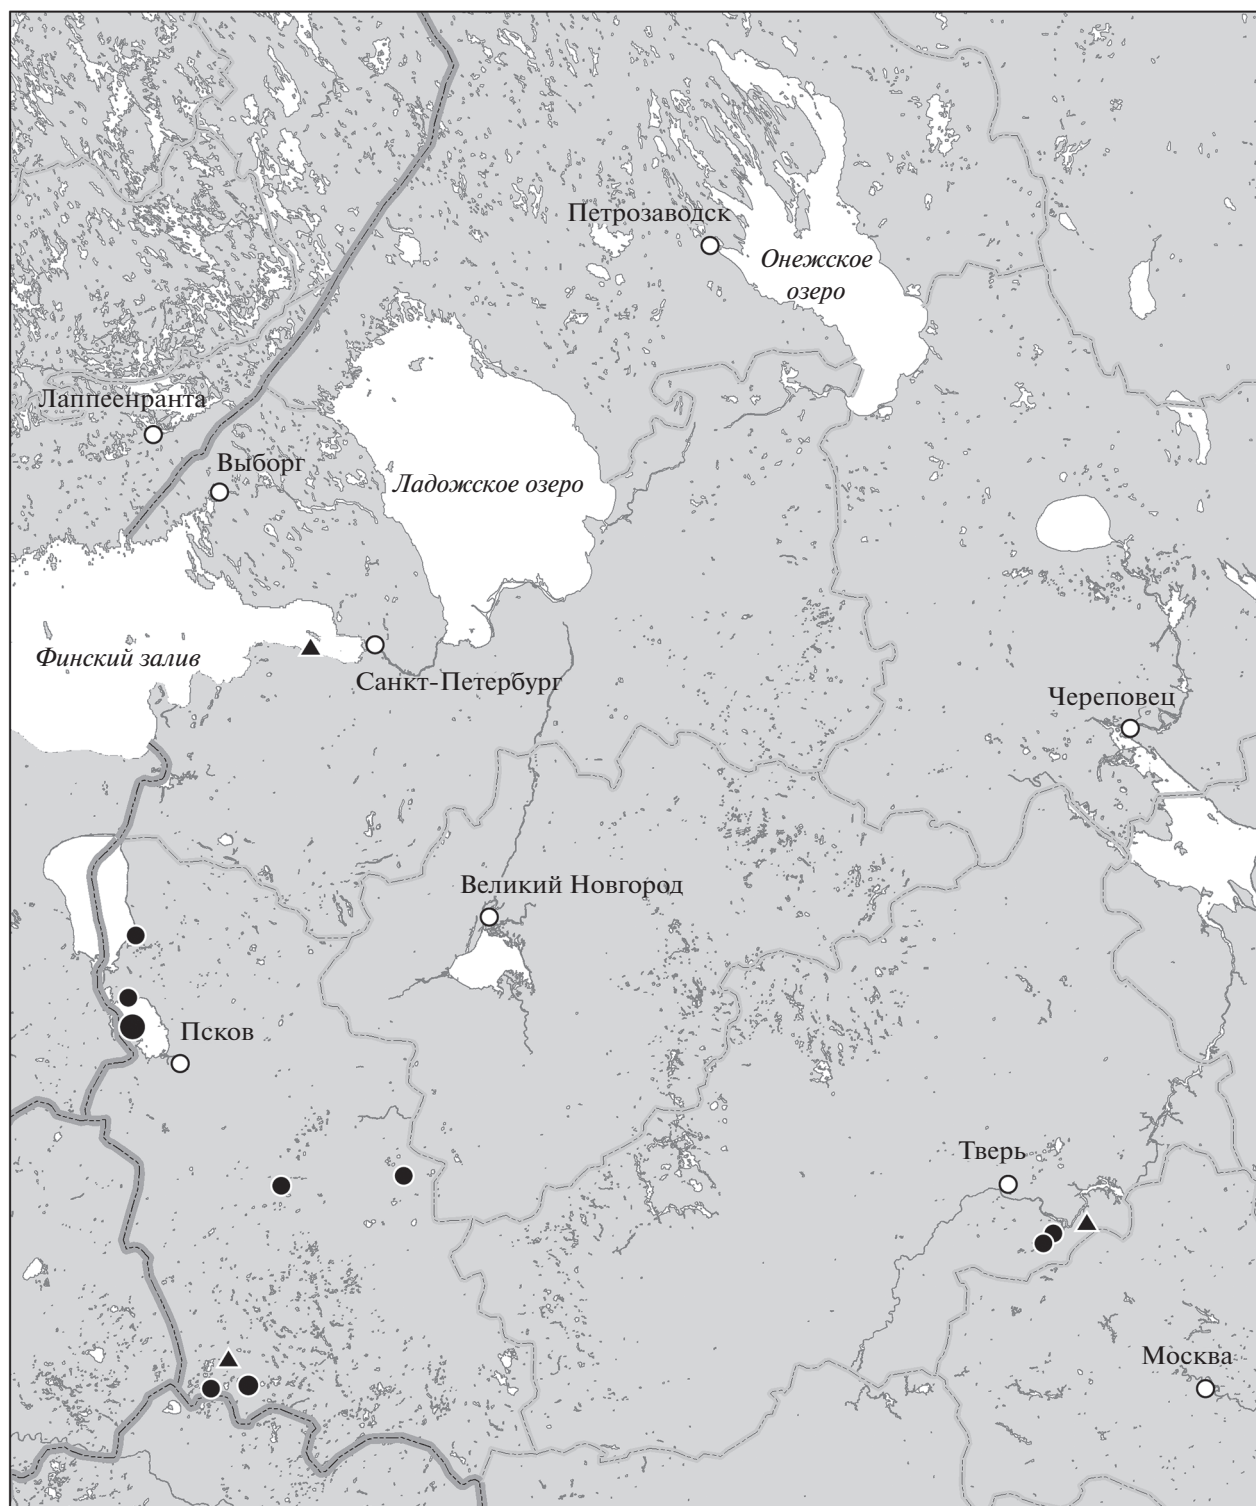 Петрозаводск
Онежское
озеро
Лаппеенранта
Выборг
Ладожское озеро
Финский залив
Санкт-Петербург
Череповец
Великий Новгород
Псков
Тверь
Москва